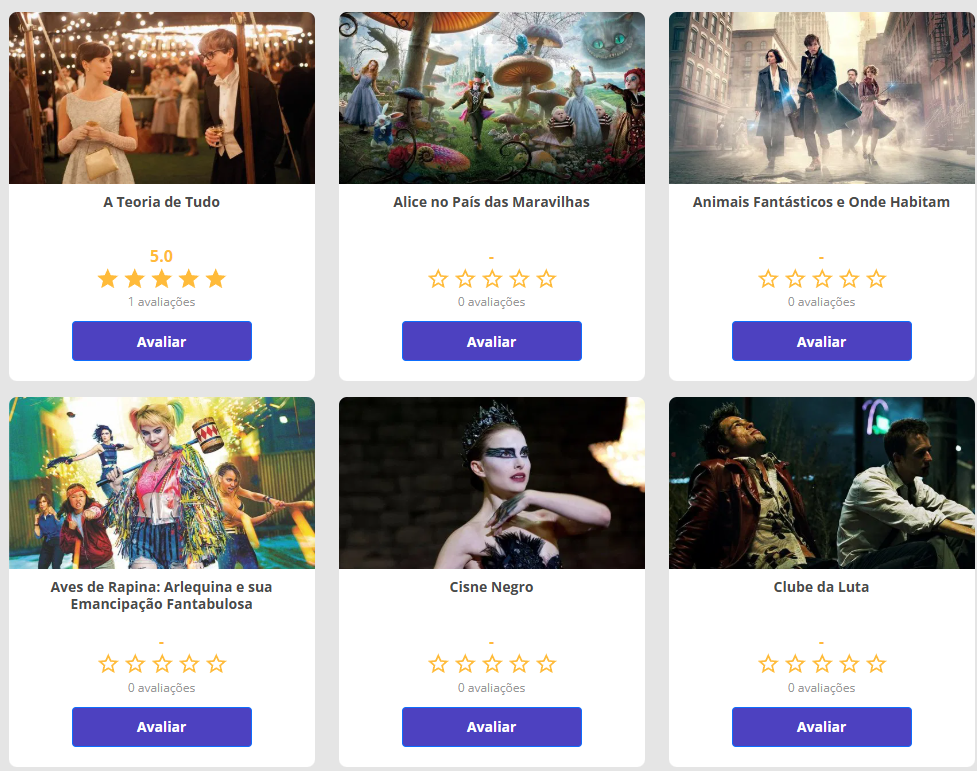 A Teoria de Tudo
5.0
1 avaliações
Avaliar
Alice no País das Maravilhas
-
0 avaliações
Avaliar
Animais Fantásticos e Onde Habitam
-
0 avaliações
Avaliar
Aves de Rapina: Arlequina e sua
Emancipação Fantabulosa
-
0 avaliações
Avaliar
Cisne Negro
-
0 avaliações
Avaliar
Clube da Luta
-
0 avaliações
Avaliar